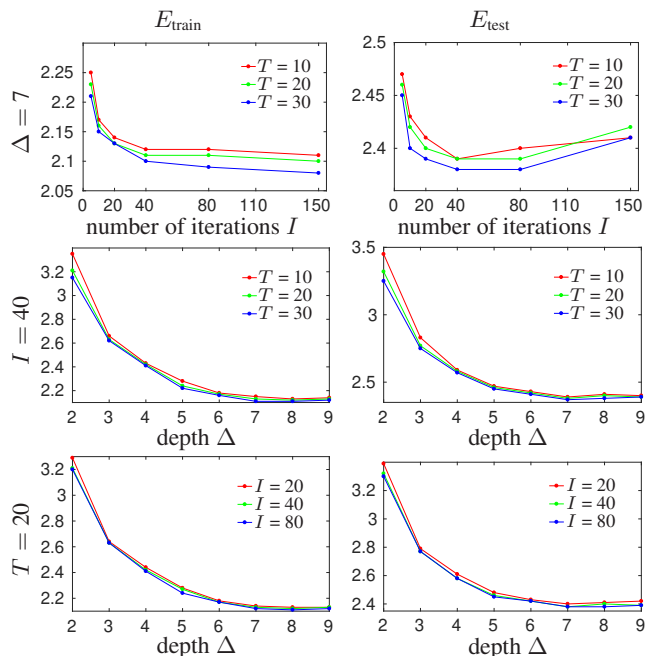 E_train E_test
Δ = 7
2.25
2.2
2.15
2.1
2.05
T = 10
T = 20
T = 30
0 20 40 80 110 150
number of iterations I
2.5
2.45
2.4
T = 10
T = 20
T = 30
0 20 40 80 110 150
number of iterations I
I = 40
3.2
3
2.8
2.6
2.4
2.2
T = 10
T = 20
T = 30
2 3 4 5 6 7 8 9
depth Δ
3.5
3
2.5
T = 10
T = 20
T = 30
2 3 4 5 6 7 8 9
depth Δ
T = 20
3.2
3
2.8
2.6
2.4
2.2
I = 20
I = 40
I = 80
2 3 4 5 6 7 8 9
depth Δ
3.2
3
2.8
2.6
2.4
I = 20
I = 40
I = 80
2 3 4 5 6 7 8 9
depth Δ